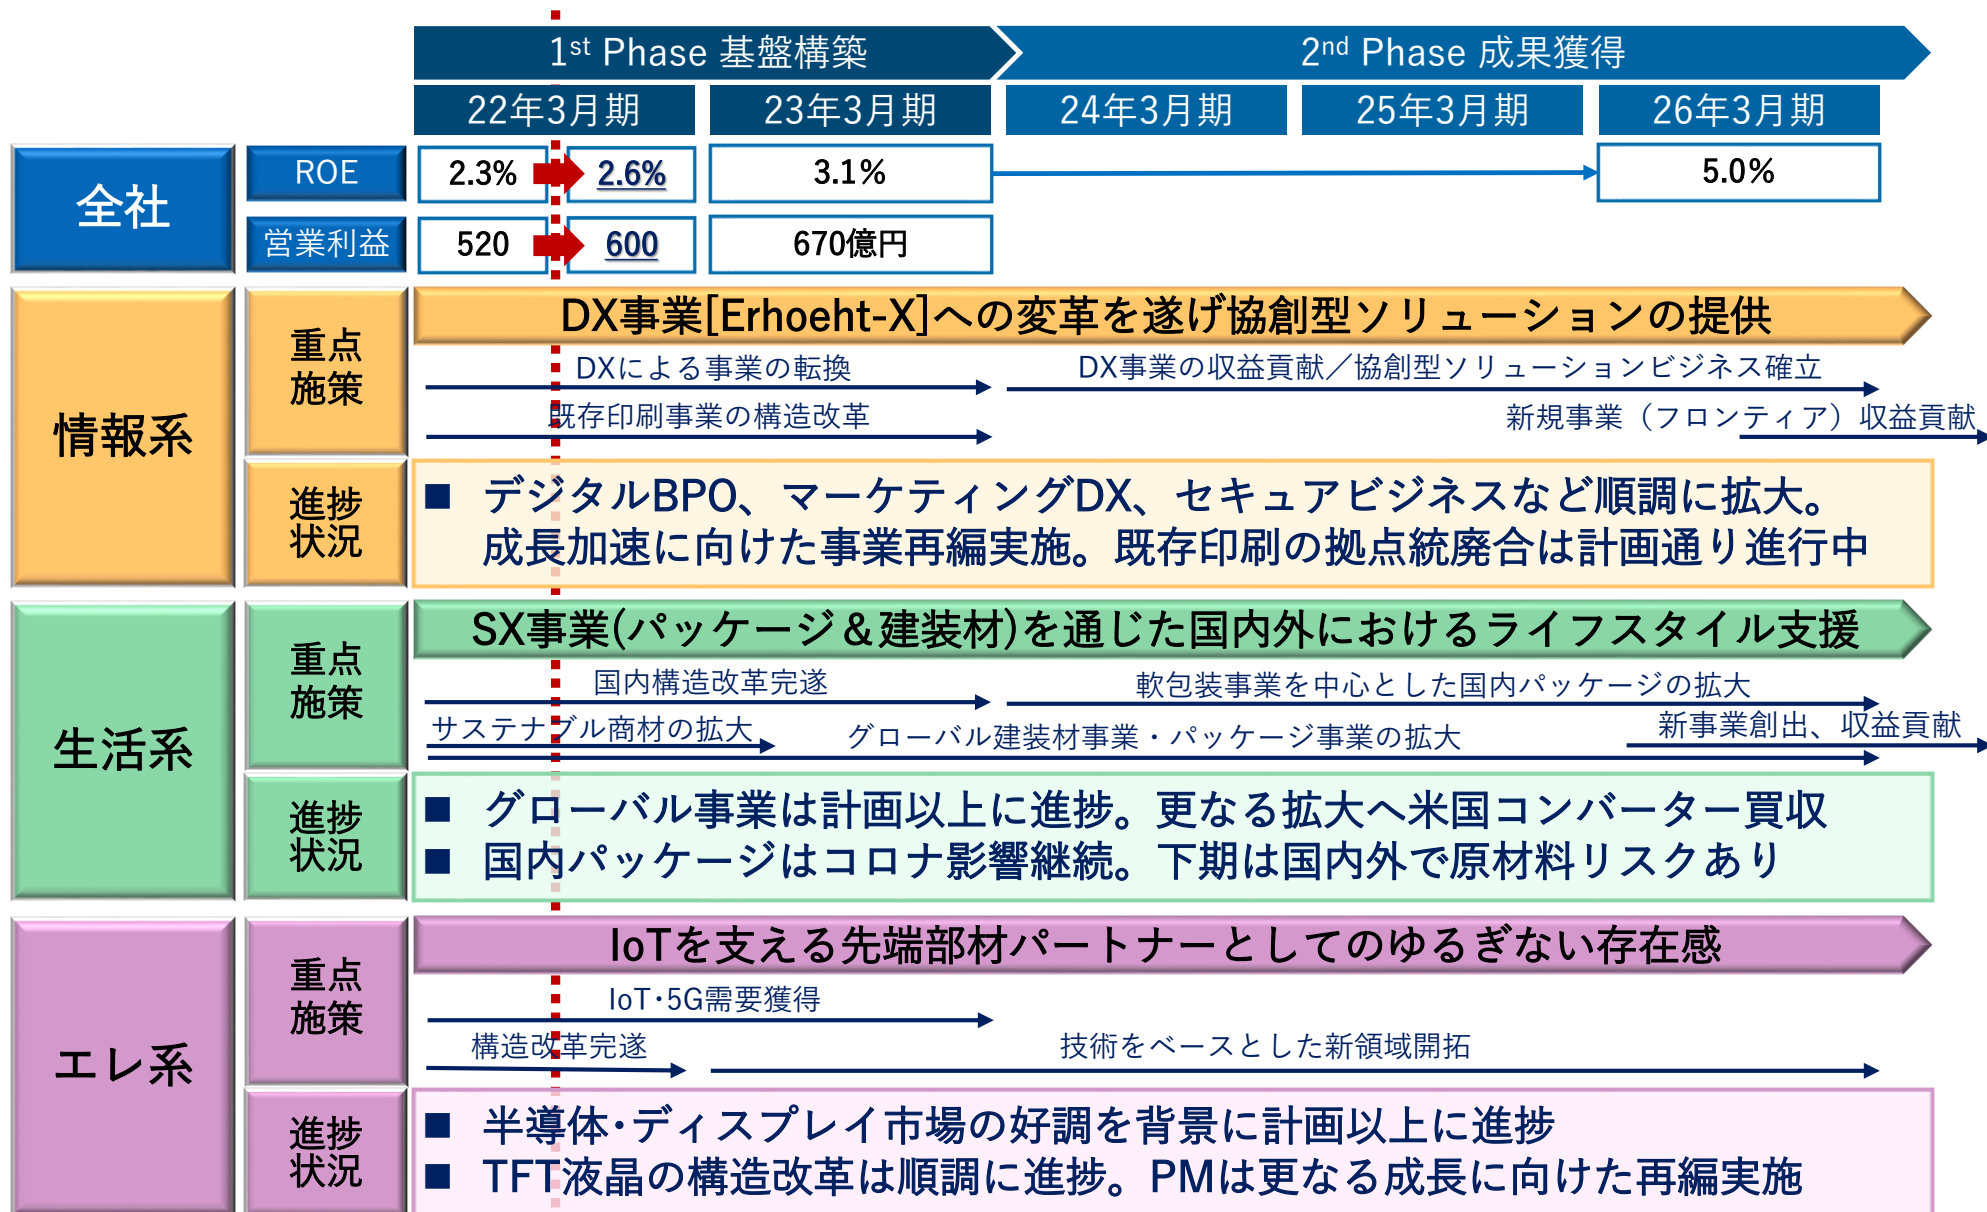 1st Phase 基盤構築
2nd Phase 成果獲得
22年3月期
23年3月期
24年3月期
25年3月期
26年3月期
全社
ROE
2.3%
2.6%
3.1%
5.0%
営業利益
520
600
670億円
情報系
重点
施策
DX事業[Erhoeht-X]への変革を遂げ協創型ソリューションの提供
DXによる事業の転換
DX事業の収益貢献／協創型ソリューションビジネス確立
既存印刷事業の構造改革
新規事業（フロンティア）収益貢献
進捗
状況
■ デジタルBPO、マーケティングDX、セキュアビジネスなど順調に拡大。
成長加速に向けた事業再編実施。既存印刷の拠点統廃合は計画通り進行中
生活系
重点
施策
SX事業(パッケージ＆建装材)を通じた国内外におけるライフスタイル支援
国内構造改革完遂
軟包装事業を中心とした国内パッケージの拡大
サステナブル商材の拡大
グローバル建装材事業・パッケージ事業の拡大
新事業創出、収益貢献
進捗
状況
■ グローバル事業は計画以上に進捗。更なる拡大へ米国コンバーター買収
■ 国内パッケージはコロナ影響継続。下期は国内外で原材料リスクあり
エレ系
重点
施策
IoTを支える先端部材パートナーとしてのゆるぎない存在感
IoT･5G需要獲得
構造改革完遂
技術をベースとした新領域開拓
進捗
状況
■ 半導体･ディスプレイ市場の好調を背景に計画以上に進捗
■ TFT液晶の構造改革は順調に進捗。PMは更なる成長に向けた再編実施